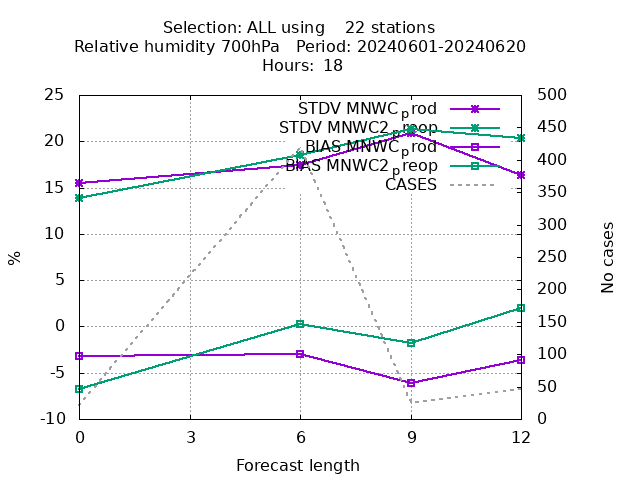 Selection: ALL using 22 stations
Relative humidity 700hPa Period: 20240601-20240620
Hours: 18
25
20
15
10
5
0
-5
-10
%
STDV MNWC_prod
STDV MNWC2_preop
BIAS MNWC_prod
BIAS MNWC2_preop
CASES
500
450
400
350
300
250
200
150
100
50
0
No cases
0 3 6 9 12
Forecast length